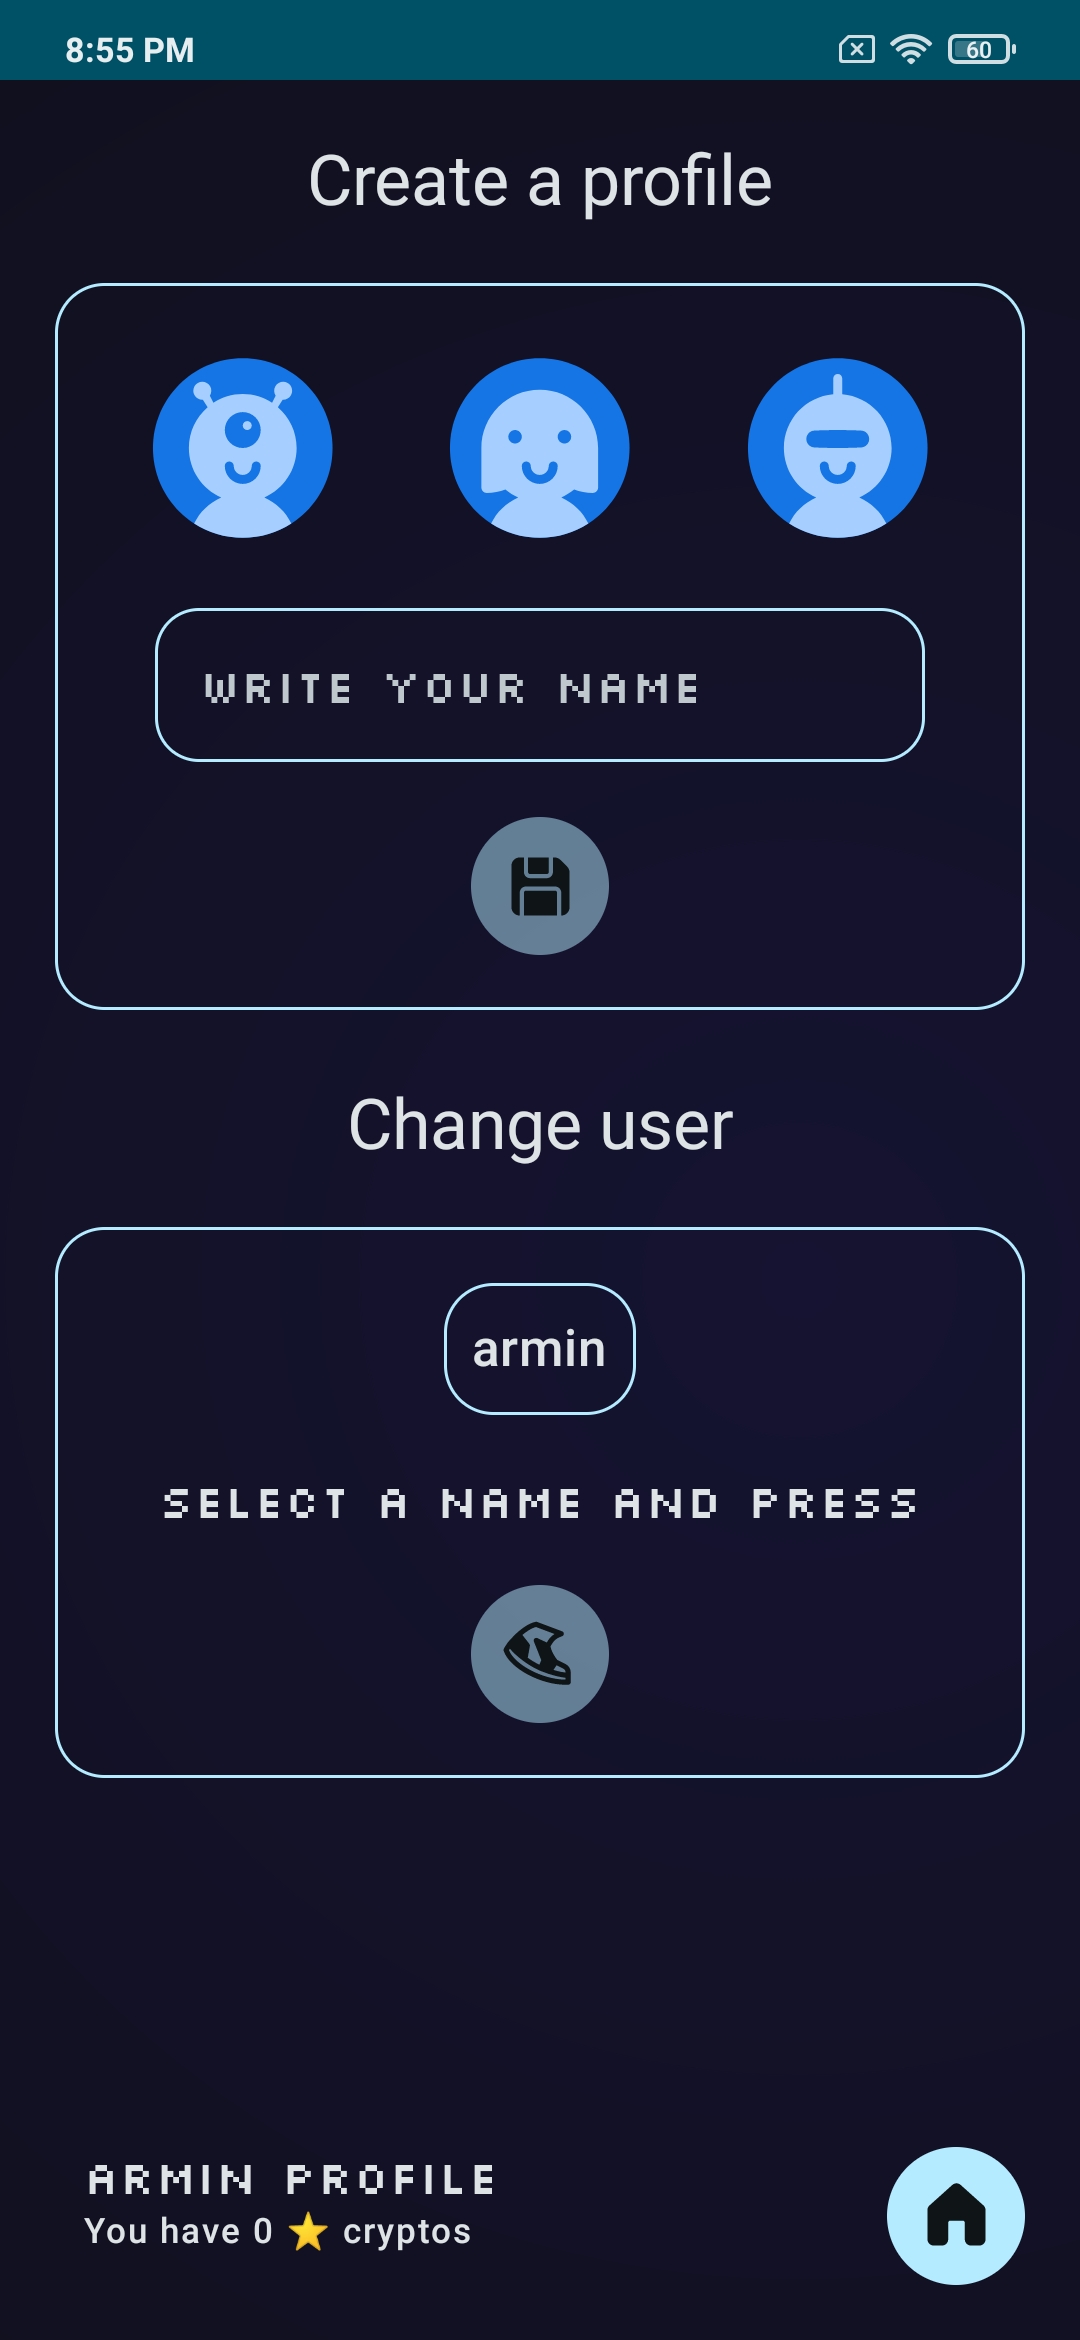 8:55 PM
60
Create a profile
WRITE YOUR NAME
Change user
armin
SELECT A NAME AND PRESS
ARMIN PROFILE
You have 0 ⭐ cryptos